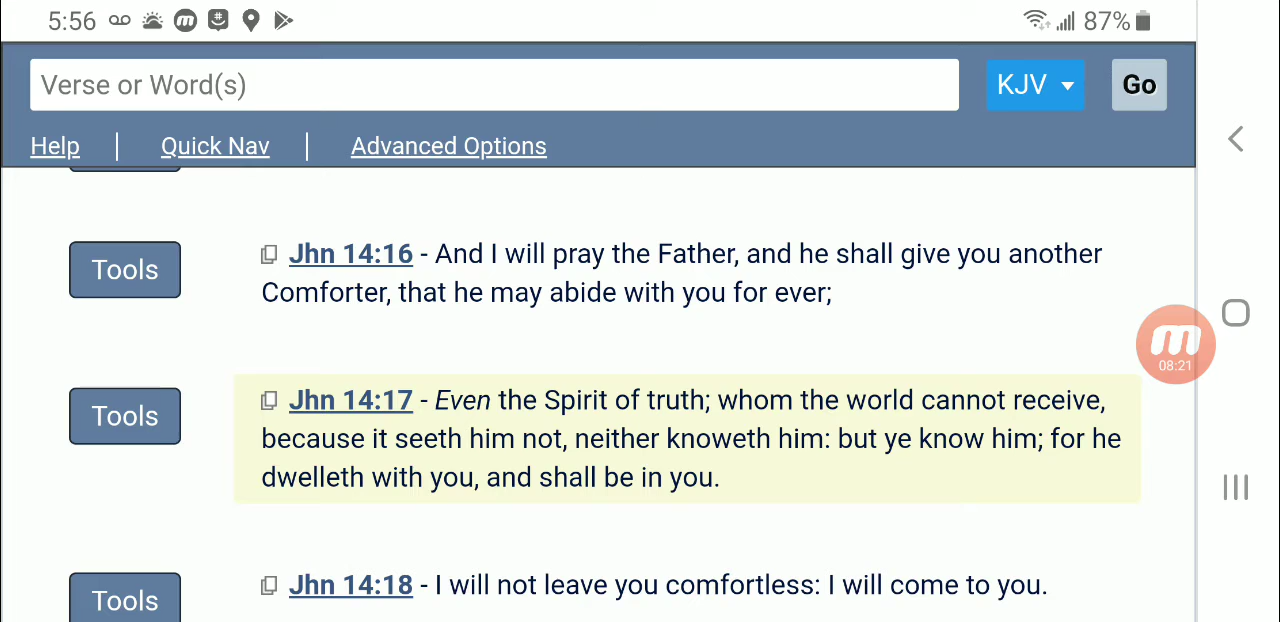 5:56
87%
Verse or Word(s)
KJV
Go
Help
Quick Nav
Advanced Options
Tools
Jhn 14:16 - And I will pray the Father, and he shall give you another
Comforter, that he may abide with you for ever;
08:21
Tools
Jhn 14:17 - Even the Spirit of truth; whom the world cannot receive,
because it seeth him not, neither knoweth him: but ye know him; for he
dwelleth with you, and shall be in you.
Tools
Jhn 14:18 - I will not leave you comfortless: I will come to you.